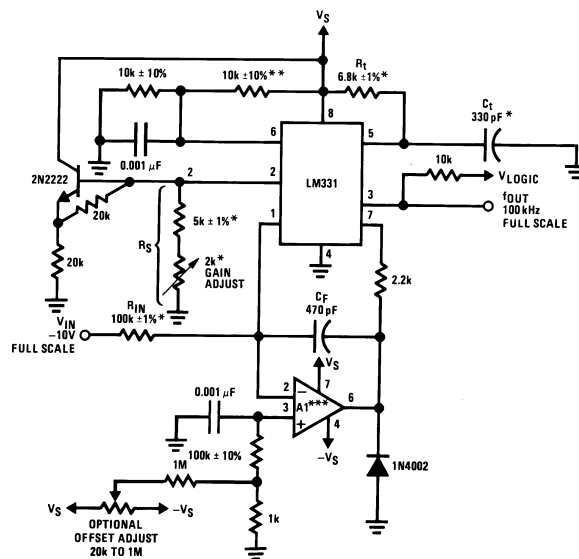 VS
10k ±10%
10k ±10%**
Rt
6.8k ±1%*
Ct
330 pF*
0.001 µF
6
8
5
2N2222
2
2
LM331
10k
VLOGIC
3
fOUT
100 kHz
FULL SCALE
20k
1
7
5k ±1%*
RS
4
20k
2k*
GAIN
ADJUST
2.2k
VIN
−10V
FULL SCALE
RIN
100k ±1%*
CF
470 pF
VS
7
2
−
A1***
6
0.001 µF
3
+
4
−VS
100k ±10%
1N4002
1M
VS
−VS
1k
OPTIONAL
OFFSET ADJUST
20k TO 1M